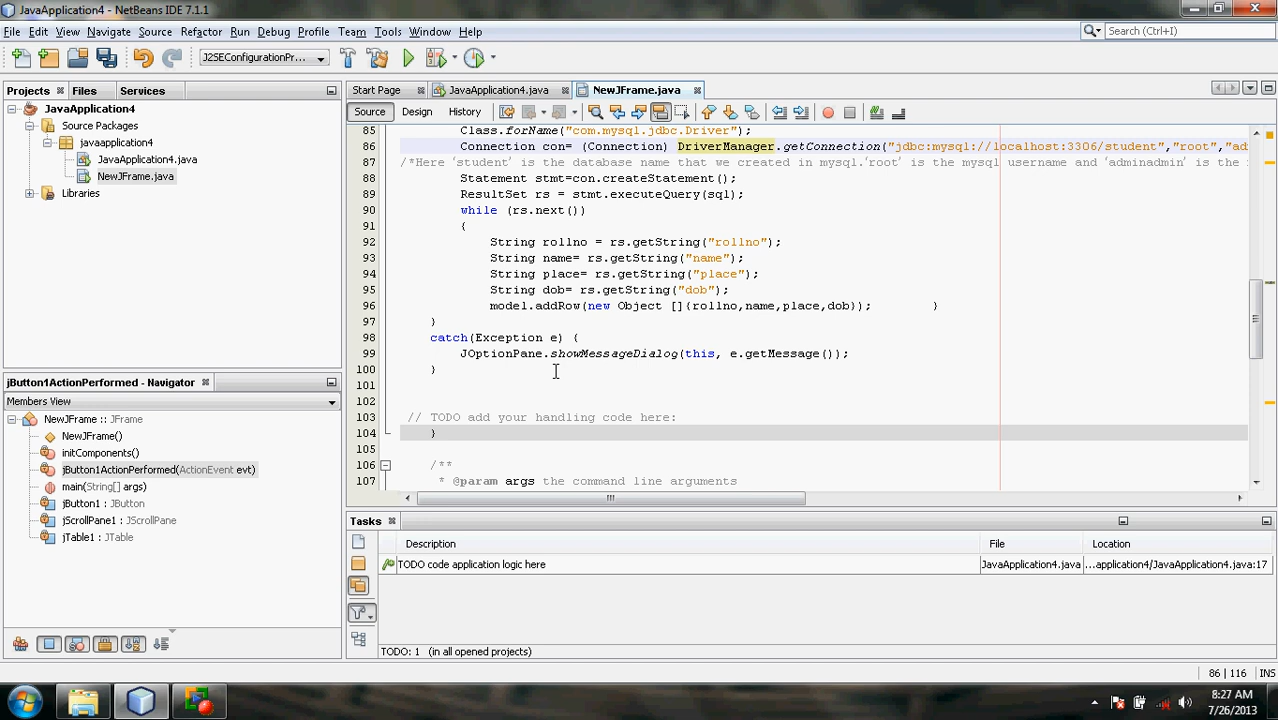 JavaApplication4 - NetBeans IDE 7.1.1
File Edit View Navigate Source Refactor Run Debug Profile Team Tools Window Help
Search (Ctrl+I)
J2SEConfigurationPr...
Projects Files Services
Start Page JavaApplication4.java NewJFrame.java
Source Design History
JavaApplication4
Source Packages
javaapplication4
JavaApplication4.java
NewJFrame.java
Libraries
85 Class.forName("com.mysql.jdbc.Driver");
86 Connection con= (Connection) DriverManager.getConnection("jdbc:mysql://localhost:3306/student","root","ad
87 /*Here 'student' is the database name that we created in mysql.'root' is the mysql username and 'adminadmin' is the
88 Statement stmt=con.createStatement();
89 ResultSet rs = stmt.executeQuery(sql);
90 while (rs.next())
91 {
92 String rollno = rs.getString("rollno");
93 String name= rs.getString("name");
94 String place= rs.getString("place");
95 String dob= rs.getString("dob");
96 model.addRow(new Object []{rollno,name,place,dob}); }
97 }
98 catch(Exception e) {
99 JOptionPane.showMessageDialog(this, e.getMessage());
100 }
101
102
103 // TODO add your handling code here:
104 }
105
106 /**
107 * @param args the command line arguments
jButton1ActionPerformed - Navigator
Members View
NewJFrame :: JFrame
NewJFrame()
initComponents()
jButton1ActionPerformed(ActionEvent evt)
main(String[] args)
jButton1 : JButton
jScrollPane1 : JScrollPane
jTable1 : JTable
Tasks
Description File Location
TODO code application logic here JavaApplication4.java ...application4/JavaApplication4.java:17
TODO: 1 (in all opened projects)
86 | 116 INS
8:27 AM
7/26/2013